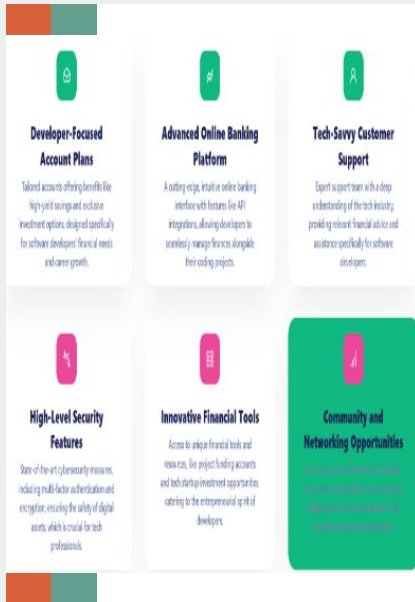 Developer-Focused
Account Plans
Tailored accounts offering benefits like
high-yield savings and exclusive
investment options, designed specifically
for software developers' financial needs
and career growth.
Advanced Online Banking
Platform
A cutting-edge, intuitive online banking
interface with features like API
integrations, allowing developers to
seamlessly manage finances alongside
their coding projects.
Tech-Savvy Customer
Support
Expert support team with a deep
understanding of the tech industry,
providing relevant financial advice and
assistance specifically for software
developers.
High-Level Security
Features
State-of-the-art cybersecurity measures,
including multi-factor authentication and
encryption, ensuring the safety of digital
assets, which is crucial for tech
professionals.
Innovative Financial Tools
Access to unique financial tools and
resources, like project funding accounts
and tech startup investment opportunities,
catering to the entrepreneurial spirit of
developers.
Community and
Networking Opportunities